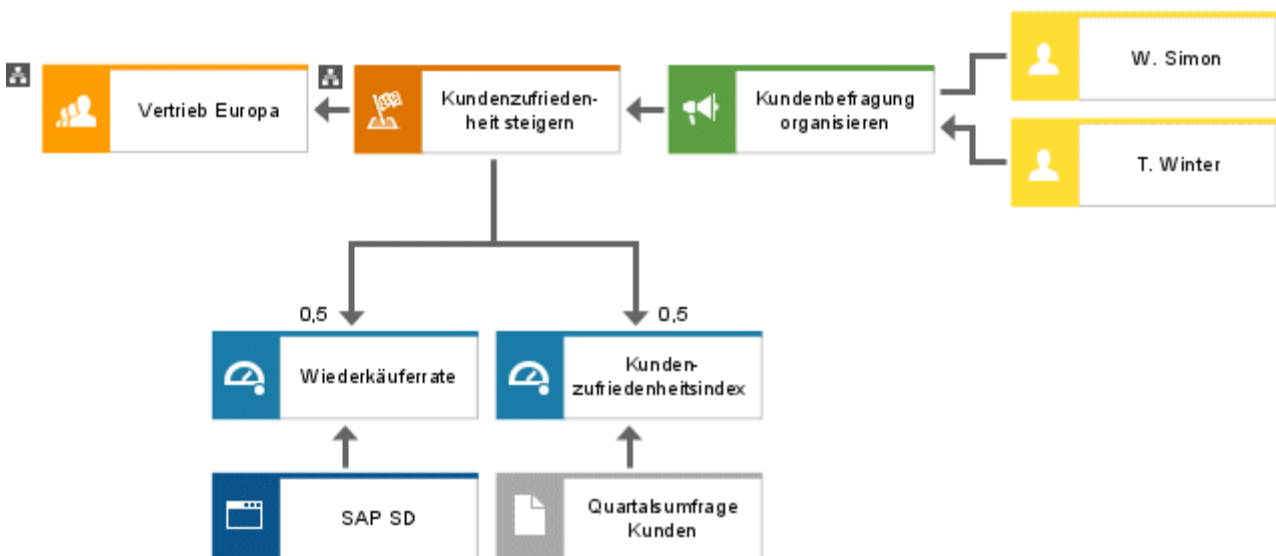 W. Simon
Vertrieb Europa
Kundenzufrieden-
heit steigern
Kundenbefragung
organisieren
T. Winter
0,5
0,5
Wiederkäuferrate
Kunden-
zufriedenheitsindex
SAP SD
Quartalsumfrage
Kunden